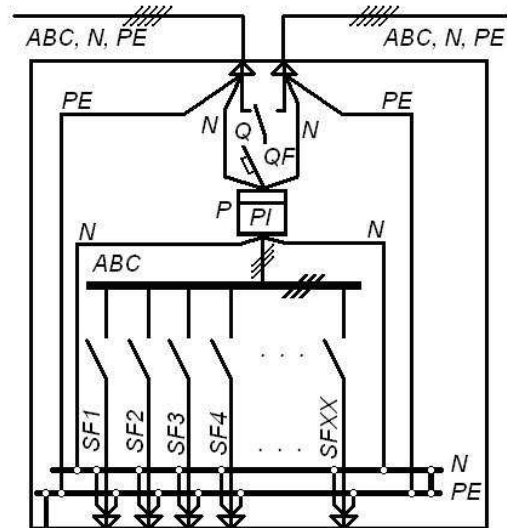 ABC, N, PE
ABC, N, PE
PE
PE
N
N
Q
QF
P
PI
N
N
ABC
. . .
SF1
SF2
SF3
SF4
SFXX
. . . .
N
PE